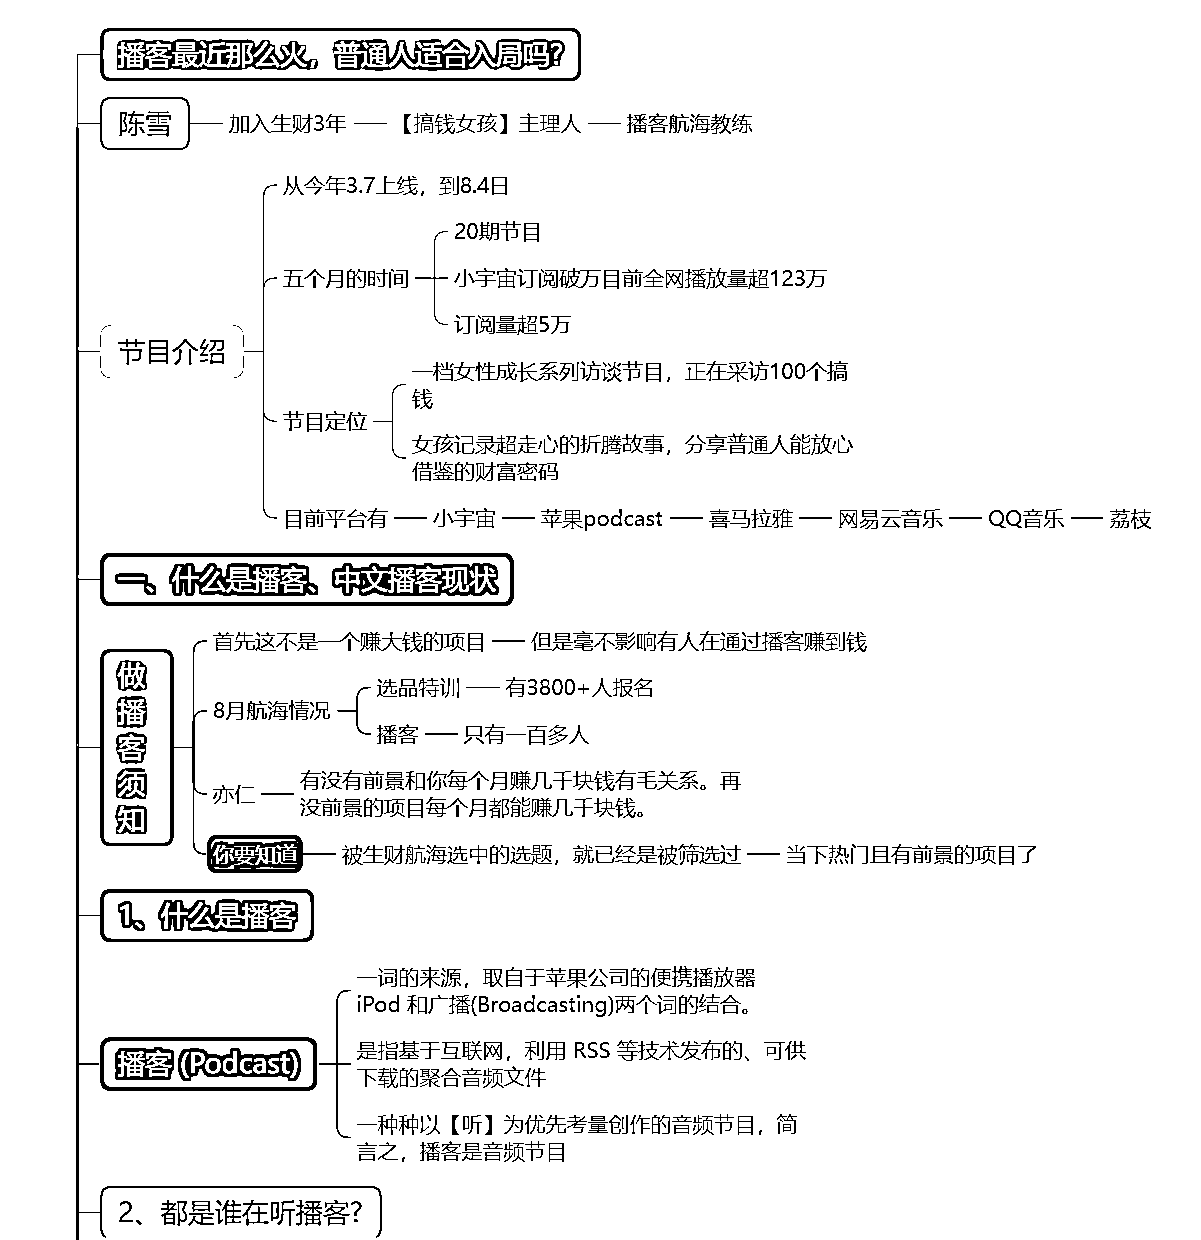 播客最近那么火，普通人适合入局吗?
陈雪
加入生财3年
【搞钱女孩】主理人
播客航海教练
节目介绍
从今年3.7上线，到8.4日
五个月的时间
20期节目
小宇宙订阅破万目前全网播放量超123万
订阅量超5万
节目定位
一档女性成长系列访谈节目，正在采访100个搞
钱
女孩记录超走心的折腾故事，分享普通人能放心
借鉴的财富密码
目前平台有
小宇宙
苹果podcast
喜马拉雅
网易云音乐
QQ音乐
荔枝
一、什么是播客、中文播客现状
做
播
客
须
知
首先这不是一个赚大钱的项目
但是毫不影响有人在通过播客赚到钱
8月航海情况
选品特训
有3800+人报名
播客
只有一百多人
亦仁
有没有前景和你每个月赚几千块钱有毛关系。再
没前景的项目每个月都能赚几千块钱。
你要知道
被生财航海选中的选题，就已经是被筛选过
当下热门且有前景的项目了
1、什么是播客
播客 (Podcast)
一词的来源，取自于苹果公司的便携播放器
iPod 和广播(Broadcasting)两个词的结合。
是指基于互联网，利用 RSS 等技术发布的、可供
下载的聚合音频文件
一种种以【听】为优先考量创作的音频节目，简
言之，播客是音频节目
2、都是谁在听播客?